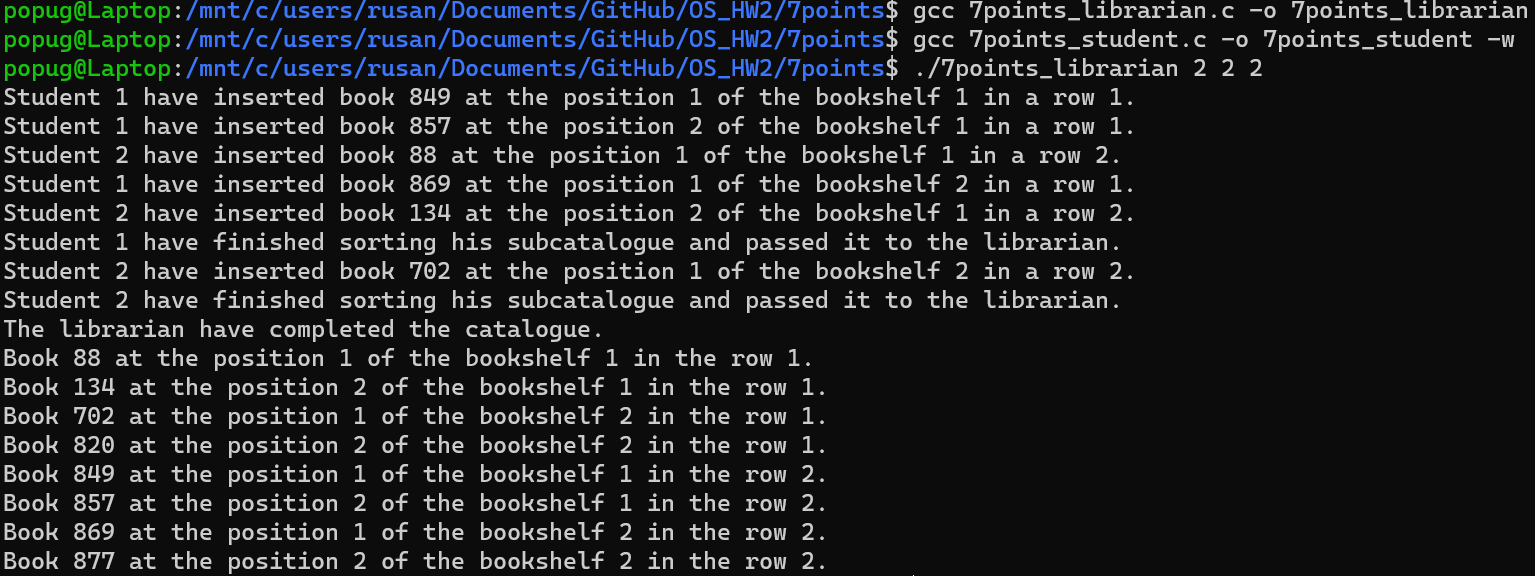 popug@Laptop:/mnt/c/users/rusan/Documents/GitHub/OS_HW2/7points$ gcc 7points_librarian.c -o 7points_librarian
popug@Laptop:/mnt/c/users/rusan/Documents/GitHub/OS_HW2/7points$ gcc 7points_student.c -o 7points_student -w
popug@Laptop:/mnt/c/users/rusan/Documents/GitHub/OS_HW2/7points$ ./7points_librarian 2 2 2
Student 1 have inserted book 849 at the position 1 of the bookshelf 1 in a row 1.
Student 1 have inserted book 857 at the position 2 of the bookshelf 1 in a row 1.
Student 2 have inserted book 88 at the position 1 of the bookshelf 1 in a row 2.
Student 1 have inserted book 869 at the position 1 of the bookshelf 2 in a row 1.
Student 2 have inserted book 134 at the position 2 of the bookshelf 1 in a row 2.
Student 1 have finished sorting his subcatalogue and passed it to the librarian.
Student 2 have inserted book 702 at the position 1 of the bookshelf 2 in a row 2.
Student 2 have finished sorting his subcatalogue and passed it to the librarian.
The librarian have completed the catalogue.
Book 88 at the position 1 of the bookshelf 1 in the row 1.
Book 134 at the position 2 of the bookshelf 1 in the row 1.
Book 702 at the position 1 of the bookshelf 2 in the row 1.
Book 820 at the position 2 of the bookshelf 2 in the row 1.
Book 849 at the position 1 of the bookshelf 1 in the row 2.
Book 857 at the position 2 of the bookshelf 1 in the row 2.
Book 869 at the position 1 of the bookshelf 2 in the row 2.
Book 877 at the position 2 of the bookshelf 2 in the row 2.